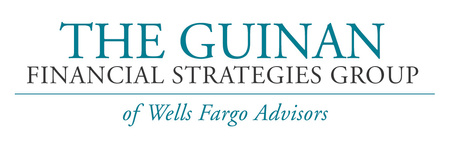 THE GUINAN
FINANCIAL STRATEGIES GROUP
of Wells Fargo Advisors